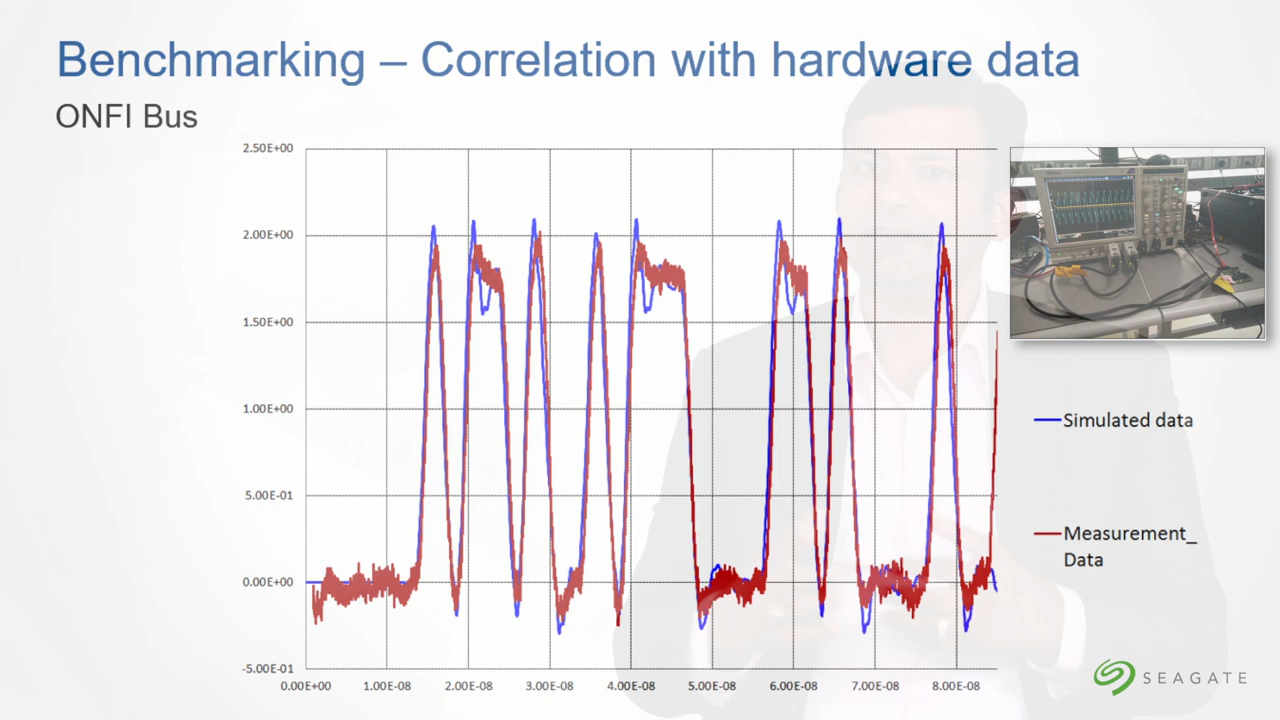 Benchmarking – Correlation with hardware data
ONFI Bus
2.50E+00
2.00E+00
1.50E+00
1.00E+00
5.00E-01
0.00E+00
-5.00E-01
0.00E+00 1.00E-08 2.00E-08 3.00E-08 4.00E-08 5.00E-08 6.00E-08 7.00E-08 8.00E-08
Simulated data
Measurement_
Data
SEAGATE